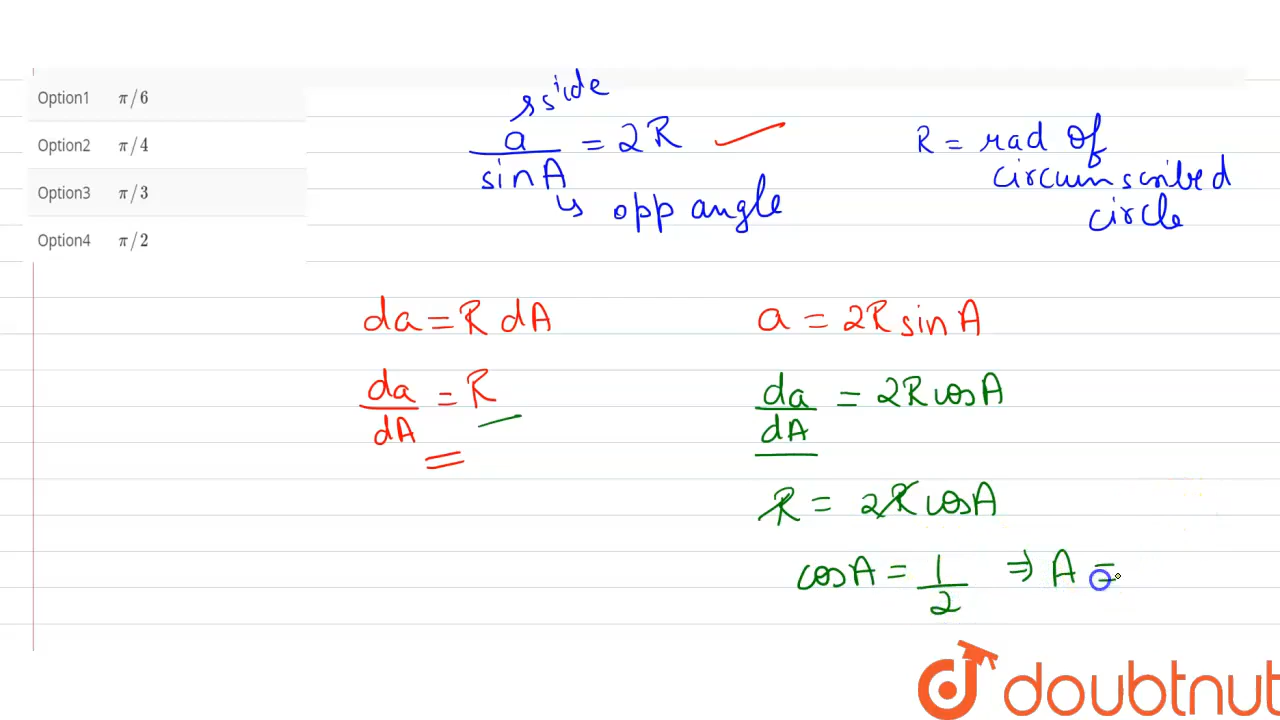 Option1 π/6
Option2 π/4
Option3 π/3
Option4 π/2
side
a/sinA = 2R
opp angle
R = rad of
circumscribed
circle
da = R dA
da/dA = R
a = 2R sin A
da/dA = 2R cosA
R = 2R cosA
cosA = 1/2 ⇒ A =
doubtnut